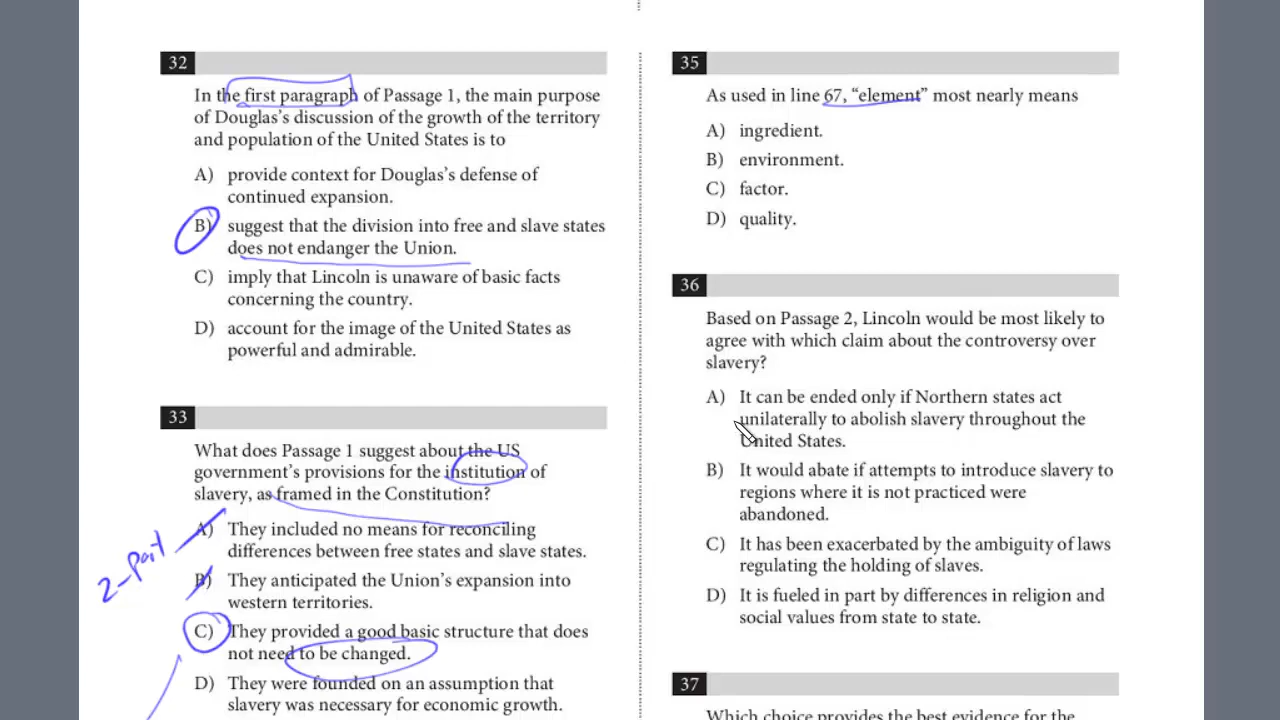 32
In the first paragraph of Passage 1, the main purpose
of Douglas's discussion of the growth of the territory
and population of the United States is to
A) provide context for Douglas's defense of
continued expansion.
B) suggest that the division into free and slave states
does not endanger the Union.
C) imply that Lincoln is unaware of basic facts
concerning the country.
D) account for the image of the United States as
powerful and admirable.
33
What does Passage 1 suggest about the US
government's provisions for the institution of
slavery, as framed in the Constitution?
A) They included no means for reconciling
differences between free states and slave states.
B) They anticipated the Union's expansion into
western territories.
C) They provided a good basic structure that does
not need to be changed.
D) They were founded on an assumption that
slavery was necessary for economic growth.
2-part
35
As used in line 67, “element” most nearly means
A) ingredient.
B) environment.
C) factor.
D) quality.
36
Based on Passage 2, Lincoln would be most likely to
agree with which claim about the controversy over
slavery?
A) It can be ended only if Northern states act
unilaterally to abolish slavery throughout the
United States.
B) It would abate if attempts to introduce slavery to
regions where it is not practiced were
abandoned.
C) It has been exacerbated by the ambiguity of laws
regulating the holding of slaves.
D) It is fueled in part by differences in religion and
social values from state to state.
37
Which choice provides the best evidence for the